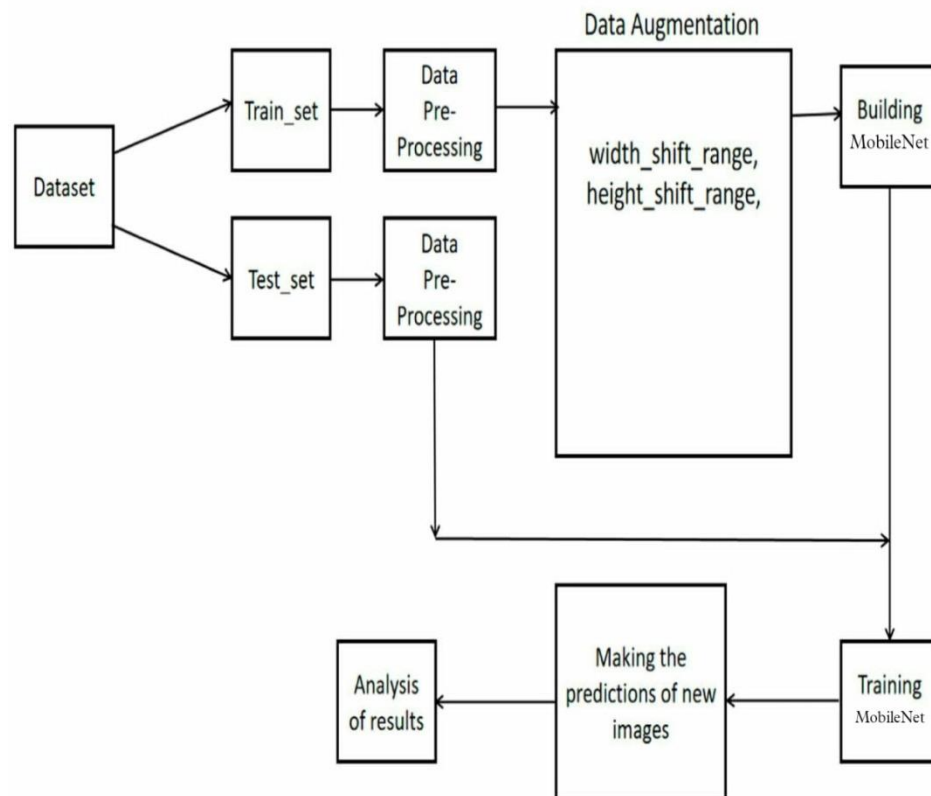 Data Augmentation
Dataset
Train_set
Data
Pre-
Processing
width_shift_range,
height_shift_range,
Building
MobileNet
Test_set
Data
Pre-
Processing
Training
MobileNet
Making the
predictions of new
images
Analysis
of results